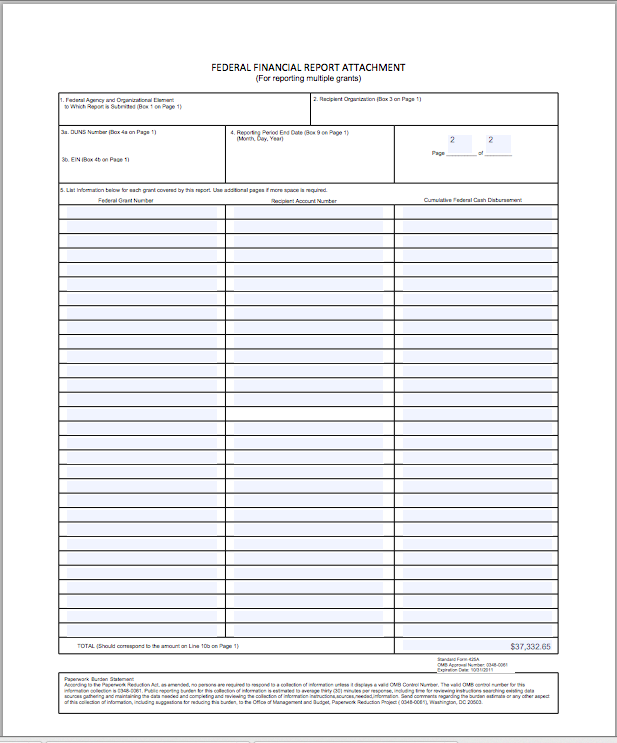 FEDERAL FINANCIAL REPORT ATTACHMENT
(For reporting multiple grants)
1. Federal Agency and Organizational Element
to Which Report is Submitted (Box 1 on Page 1)
2. Recipient Organization (Box 3 on Page 1)
3a. DUNS Number (Box 4a on Page 1)
3b. EIN (Box 4b on Page 1)
4. Reporting Period End Date (Box 9 on Page 1)
(Month, Day, Year)
2 2
Page of
5. List Information below for each grant covered by this report. Use additional pages if more space is required.
Federal Grant Number
Recipient Account Number
Cumulative Federal Cash Disbursement
TOTAL (Should correspond to the amount on Line 10b on Page 1)
$37,332.65
Standard Form 425A
OMB Approval Number: 0348-0061
Expiration Date: 10/31/2011
Paperwork Burden Statement
According to the Paperwork Reduction Act, as amended, no persons are required to respond to a collection of information unless it displays a valid OMB Control Number. The valid OMB control number for this
information collection is 0348-0061. Public reporting burden for this collection of information is estimated to average thirty (30) minutes per response, including time for reviewing instructions searching existing data
sources gathering and maintaining the data needed and completing and reviewing the collection of information instructions,sources,needed,information. Send comments regarding the burden estimate or any other aspect
of this collection of information, including suggestions for reducing this burden, to the Office of Management and Budget, Paperwork Reduction Project ( 0348-0061), Washington, DC 20503.